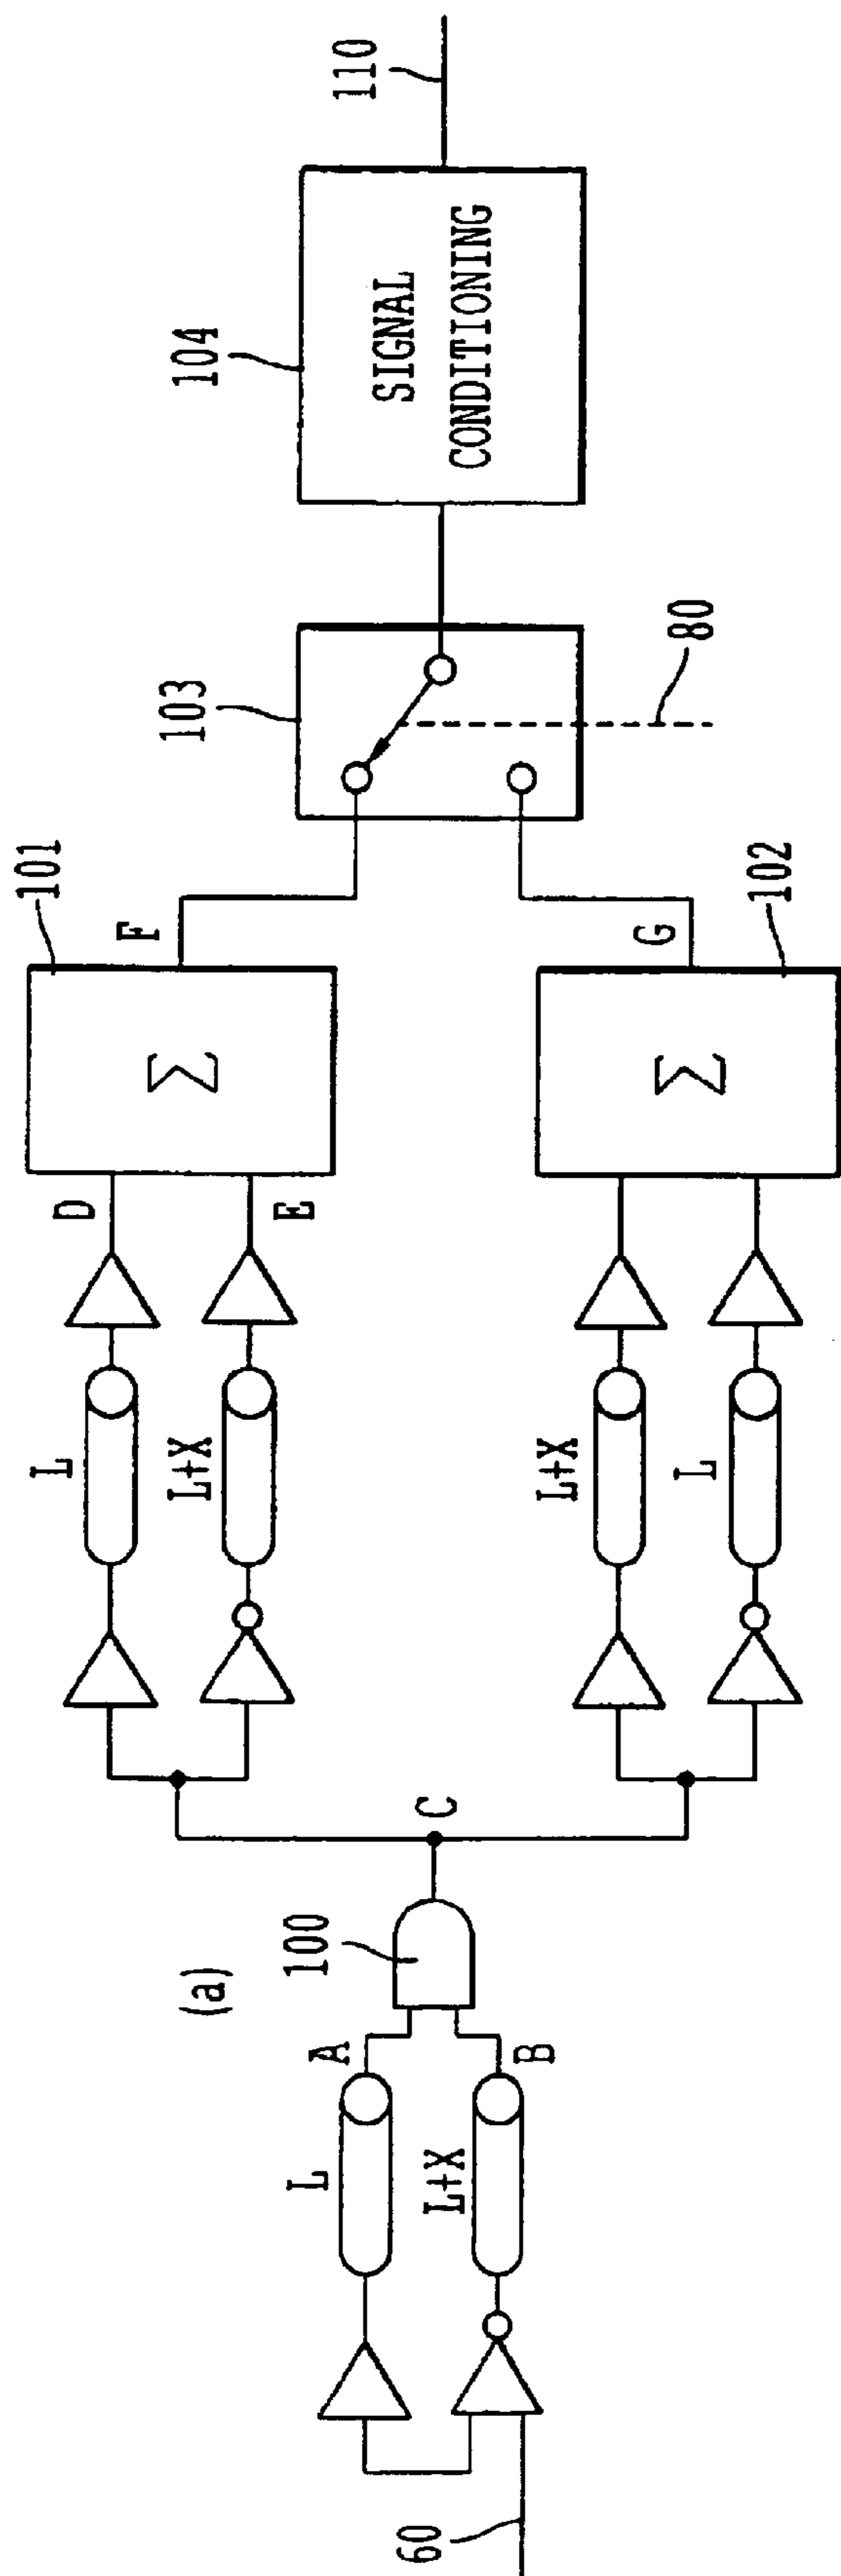 (a)
60
L
L+X
A
B
100
C
L
L+X
D
E
101
Σ
F
L+X
L
102
Σ
G
103
80
104
SIGNAL
CONDITIONING
110